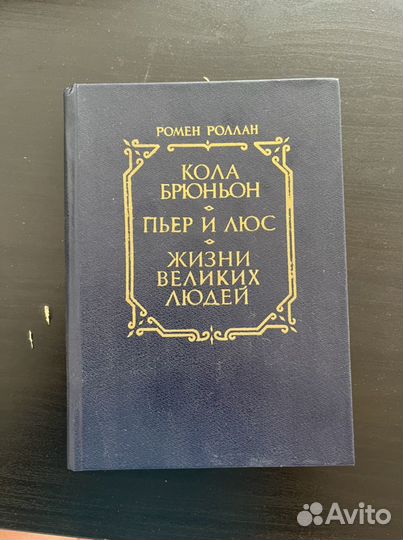 РОМЕН РОЛЛАН
КОЛА
БРЮНЬОН
ПЬЕР И ЛЮС
ЖИЗНИ
ВЕЛИКИХ
ЛЮДЕЙ
Avito